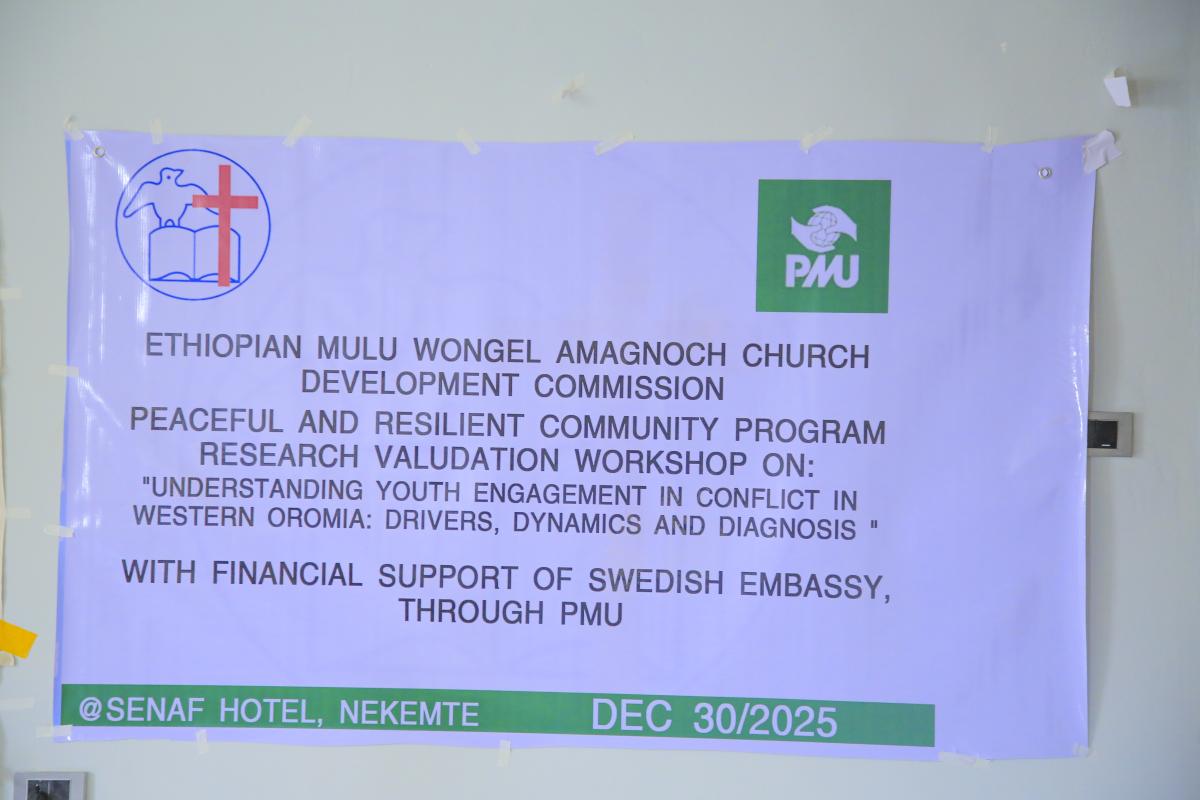 PMU
ETHIOPIAN MULU WONGEL AMAGNOCH CHURCH
DEVELOPMENT COMMISSION
PEACEFUL AND RESILIENT COMMUNITY PROGRAM
RESEARCH VALUDATION WORKSHOP ON:
"UNDERSTANDING YOUTH ENGAGEMENT IN CONFLICT IN
WESTERN OROMIA: DRIVERS, DYNAMICS AND DIAGNOSIS "
WITH FINANCIAL SUPPORT OF SWEDISH EMBASSY,
THROUGH PMU
@SENAF HOTEL, NEKEMTE DEC 30/2025